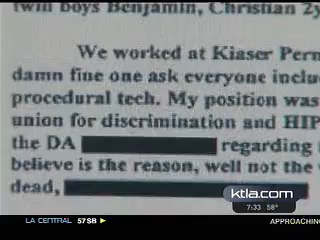 twin boys Benjamin, Christian 2y
We worked at Kiaser Pern
damn fine one ask everyone inclu
procedural tech. My position was
union for discrimination and HIP
the DA regarding
believe is the reason, well not the
dead,
ktla.com
7:33 58°
LA CENTRAL 57SB
APPROACHING